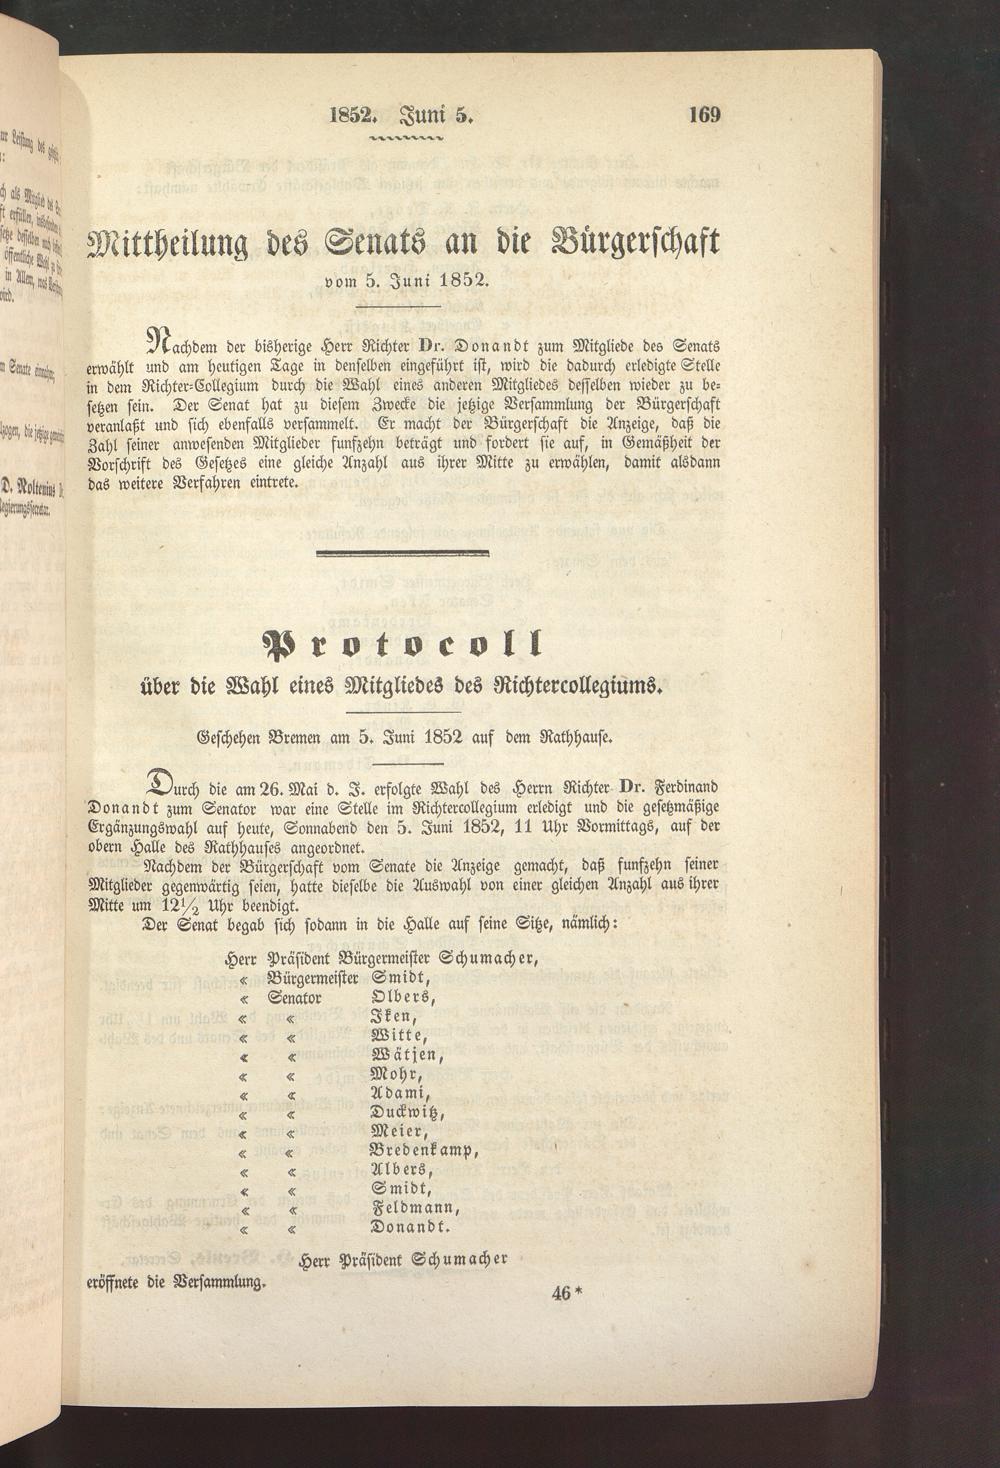 1852. Juni 5. 169
Mittheilung des Senats an die Bürgerschaft
vom 5. Juni 1852.
Nachdem der bisherige Herr Richter Dr. Donandt zum Mitgliede des Senats
erwählt und am heutigen Tage in denselben eingeführt ist, wird die dadurch erledigte Stelle
in dem Richter-Collegium durch die Wahl eines anderen Mitgliedes desselben wieder zu be-
setzen sein. Der Senat hat zu diesem Zwecke die jetzige Versammlung der Bürgerschaft
veranlaßt und sich ebenfalls versammelt. Er macht der Bürgerschaft die Anzeige, daß die
Zahl seiner anwesenden Mitglieder funfzehn beträgt und fordert sie auf, in Gemäßheit der
Vorschrift des Gesetzes eine gleiche Anzahl aus ihrer Mitte zu erwählen, damit alsdann
das weitere Verfahren eintrete.
Protocoll
über die Wahl eines Mitgliedes des Richtercollegiums.
Geschehen Bremen am 5. Juni 1852 auf dem Rathhause.
Durch die am 26. Mai d. J. erfolgte Wahl des Herrn Richter Dr. Ferdinand
Donandt zum Senator war eine Stelle im Richtercollegium erledigt und die gesetzmäßige
Ergänzungswahl auf heute, Sonnabend den 5. Juni 1852, 11 Uhr Vormittags, auf der
obern Halle des Rathhauses angeordnet.
Nachdem der Bürgerschaft vom Senate die Anzeige gemacht, daß funfzehn seiner
Mitglieder gegenwärtig seien, hatte dieselbe die Auswahl von einer gleichen Anzahl aus ihrer
Mitte um 12½ Uhr beendigt.
Der Senat begab sich sodann in die Halle auf seine Sitze, nämlich:
Herr Präsident Bürgermeister Schumacher,
« Bürgermeister Smidt,
« Senator Olbers,
« « Iken,
« « Witte,
« « Wätjen,
« « Mohr,
« « Adami,
« « Duckwitz,
« « Meier,
« « Bredenkamp,
« « Albers,
« « Smidt,
« « Feldmann,
« « Donandt.
Herr Präsident Schumacher
eröffnete die Versammlung.
46*